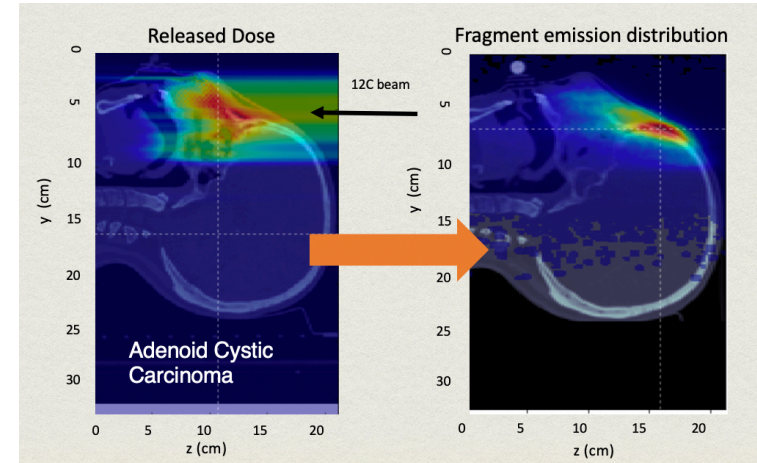 Released Dose
Fragment emission distribution
12C beam
0
5
10
15
20
25
30
y (cm)
0
5
10
15
20
25
30
y (cm)
Adenoid Cystic
Carcinoma
0
5
10
15
20
z (cm)
0
5
10
15
20
z (cm)